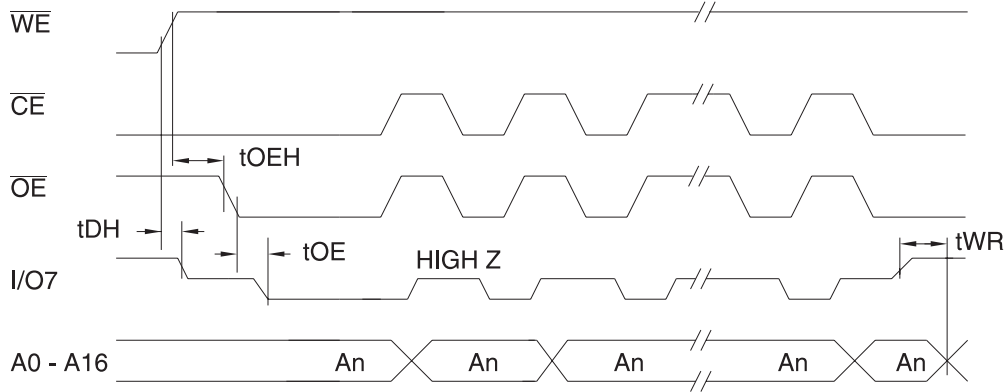 WE
CE
tOEH
OE
tDH
tOE
HIGH Z
tWR
I/O7
A0 - A16
An
An
An
An
An